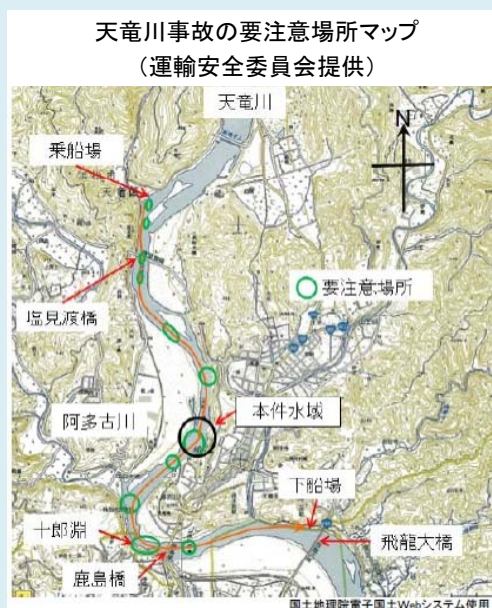 天竜川事故の要注意場所マップ
（運輸安全委員会提供）
天竜川
乗船場
N
塩見渡橋
要注意場所
阿多古川
本件水域
下船場
十郎淵
飛龍大橋
鹿島橋
国土地理院電子国土Webシステム使用